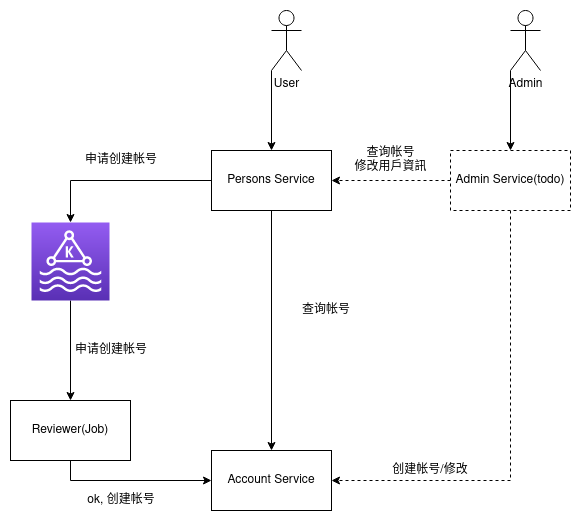 User
Admin
申请创建帐号
查询帐号
修改用戶資訊
Persons Service
Admin Service(todo)
K
查询帐号
申请创建帐号
Reviewer(Job)
创建帐号/修改
Account Service
ok, 创建帐号